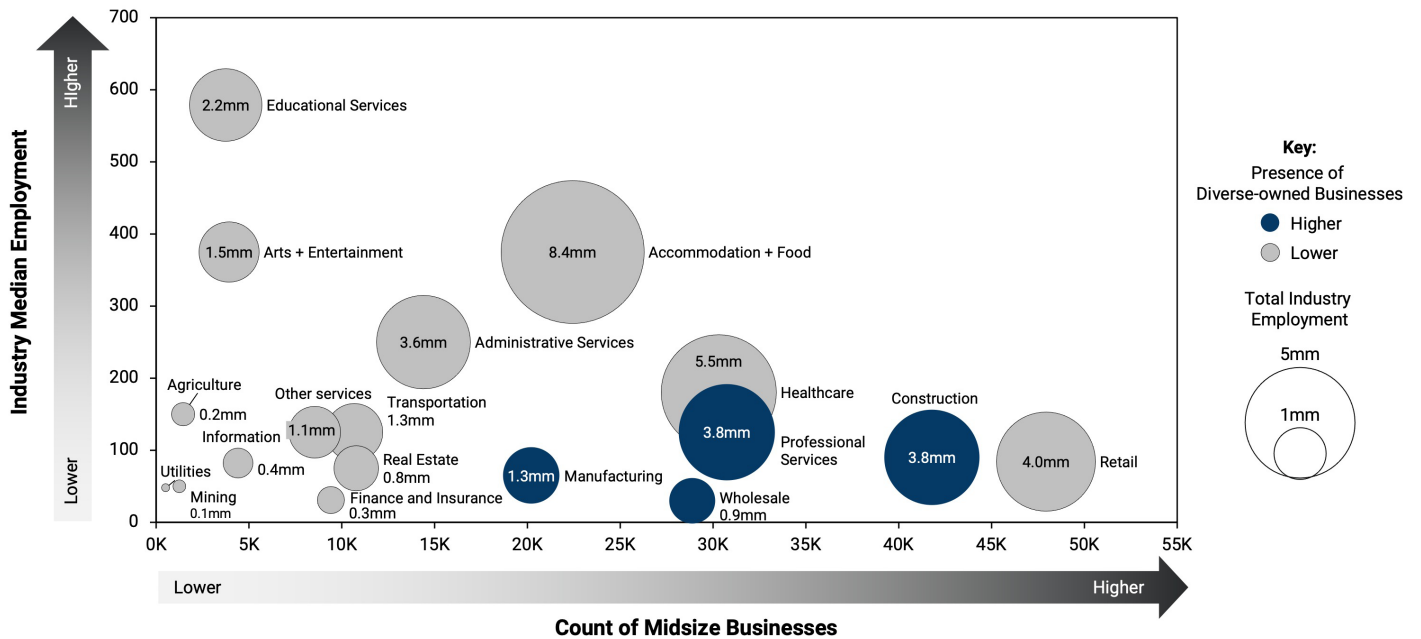 700
600
500
400
300
200
100
0
HIgher
Lower
Industry Median Employment
2.2mm
Educational Services
1.5mm
Arts + Entertainment
8.4mm
Accommodation + Food
3.6mm
Administrative Services
5.5mm
Healthcare
Agriculture
0.2mm
Other services
1.1mm
Transportation
1.3mm
Information
0.4mm
Real Estate
0.8mm
Utilities
Mining
0.1mm
Finance and Insurance
0.3mm
1.3mm
Manufacturing
3.8mm
Professional
Services
Wholesale
0.9mm
Construction
3.8mm
4.0mm
Retail
0K
5K
10K
15K
20K
25K
30K
35K
40K
45K
50K
55K
Lower
Higher
Count of Midsize Businesses
Key:
Presence of
Diverse-owned Businesses
Higher
Lower
Total Industry
Employment
5mm
1mm